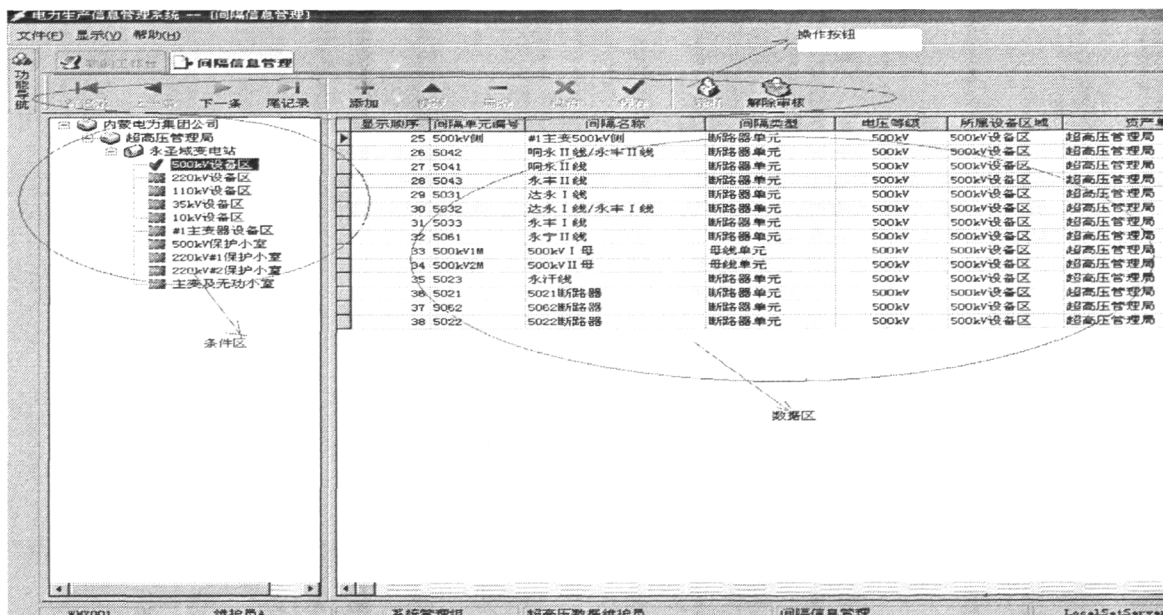 电力生产信息管理系统 -- [间隔信息管理]
文件(F) 显示(V) 帮助(H)
操作按钮
功能导航
间隔信息管理
下一条 尾记录 添加 解除审核
内蒙电力集团公司
超高压管理局
永圣域变电站
500kV设备区
220kV设备区
110kV设备区
35kV设备区
10kV设备区
#1主变器设备区
500kV保护小室
220kV#1保护小室
220kV#2保护小室
主变及无功小室
条件区
显示顺序 间隔单元编号 间隔名称 间隔类型 电压等级 所属设备区域 资产单
25 500kV侧 #1主变500kV侧 断路器单元 500kV 500kV设备区 超高压管理局
26 5042 响永II线/永丰II线 断路器单元 500kV 500kV设备区 超高压管理局
27 5041 响永II线 断路器单元 500kV 500kV设备区 超高压管理局
28 5043 永丰II线 断路器单元 500kV 500kV设备区 超高压管理局
29 5031 达永I线 断路器单元 500kV 500kV设备区 超高压管理局
30 5032 达永I线/永丰I线 断路器单元 500kV 500kV设备区 超高压管理局
31 5033 永丰I线 断路器单元 500kV 500kV设备区 超高压管理局
32 5061 永宁II线 断路器单元 500kV 500kV设备区 超高压管理局
33 500kV1M 500kV I母 母线单元 500kV 500kV设备区 超高压管理局
34 500kV2M 500kV II母 母线单元 500kV 500kV设备区 超高压管理局
35 5023 永汗线 断路器单元 500kV 500kV设备区 超高压管理局
36 5021 5021断路器 断路器单元 500kV 500kV设备区 超高压管理局
37 5062 5062断路器 断路器单元 500kV 500kV设备区 超高压管理局
38 5022 5022断路器 断路器单元 500kV 500kV设备区 超高压管理局
数据区
维护员A 系统管理组 超高压数据维护员 间隔信息管理 LocalSetServer